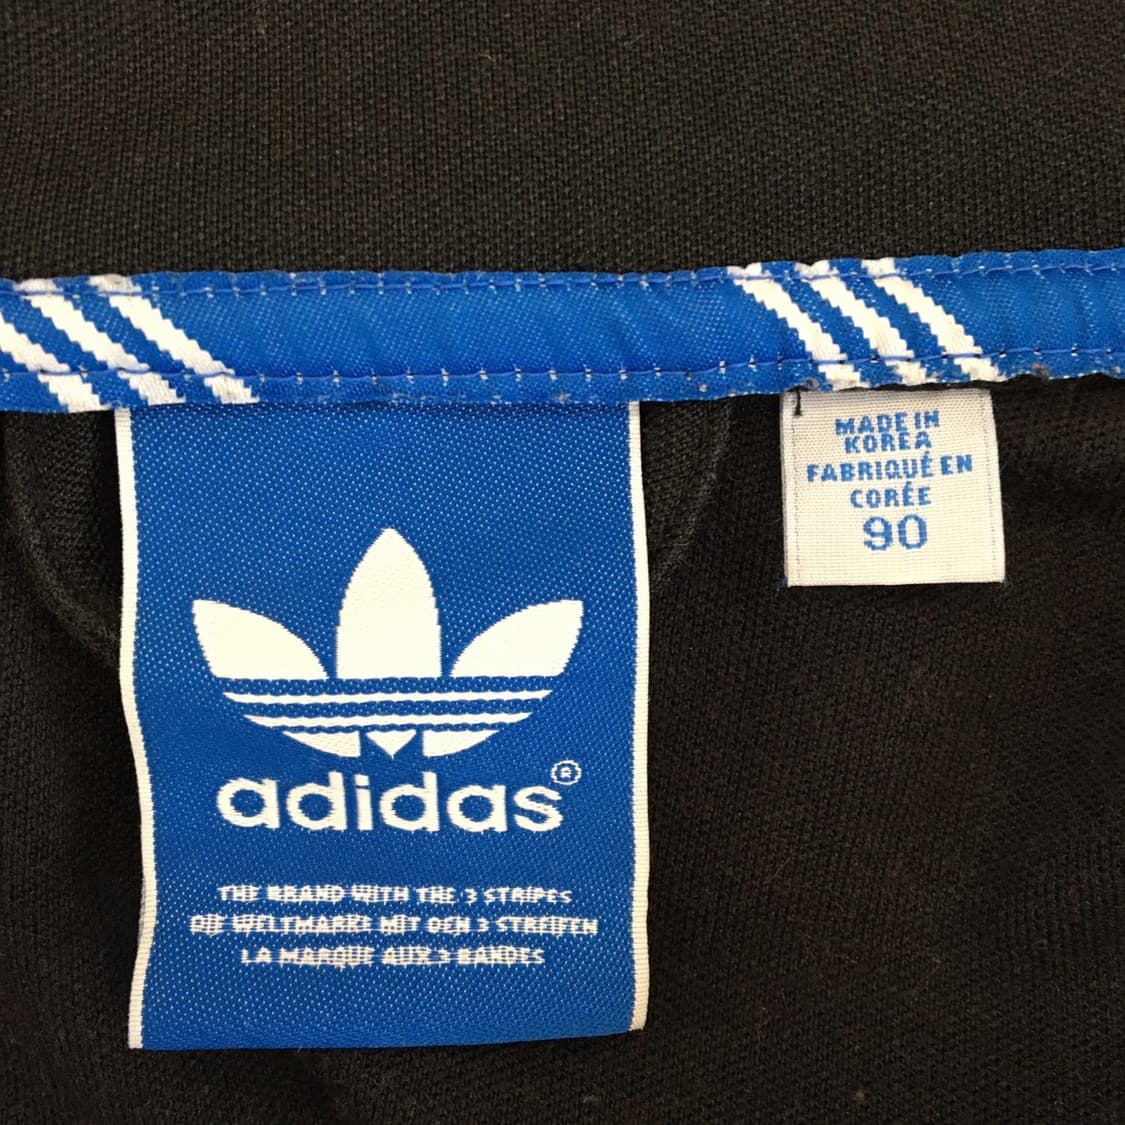 adidas®
THE BRAND WITH THE 3 STRIPES
DIE WELTMARKE MIT DEN 3 STREIFEN
LA MARQUE AUX 3 BANDES
MADE IN
KOREA
FABRIQUÉ EN
CORÉE
90